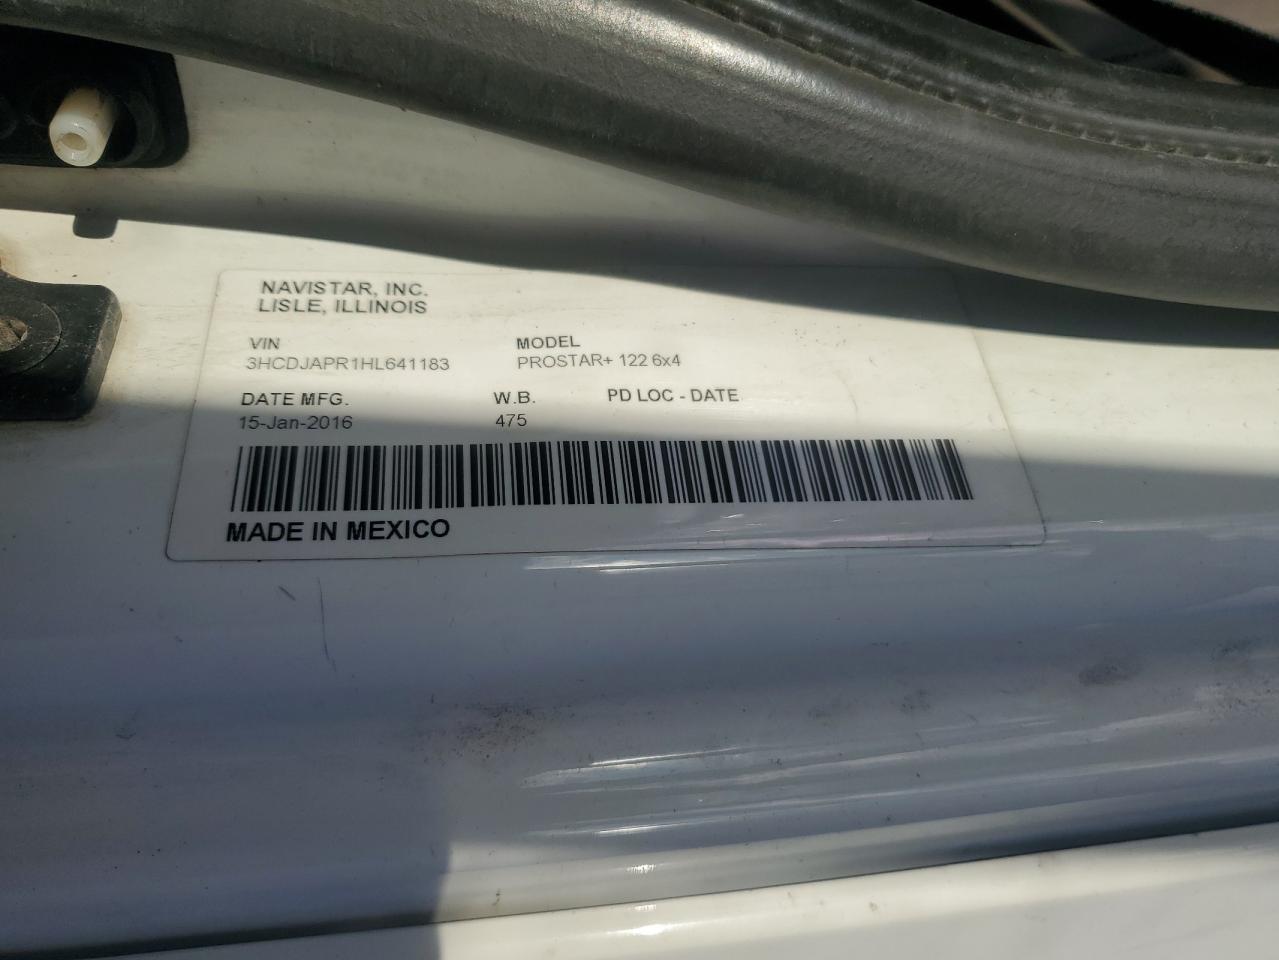 NAVISTAR, INC.
LISLE, ILLINOIS
VIN MODEL
3HCDJAPR1HL641183 PROSTAR+ 122 6x4
DATE MFG. W.B. PD LOC - DATE
15-Jan-2016 475
MADE IN MEXICO